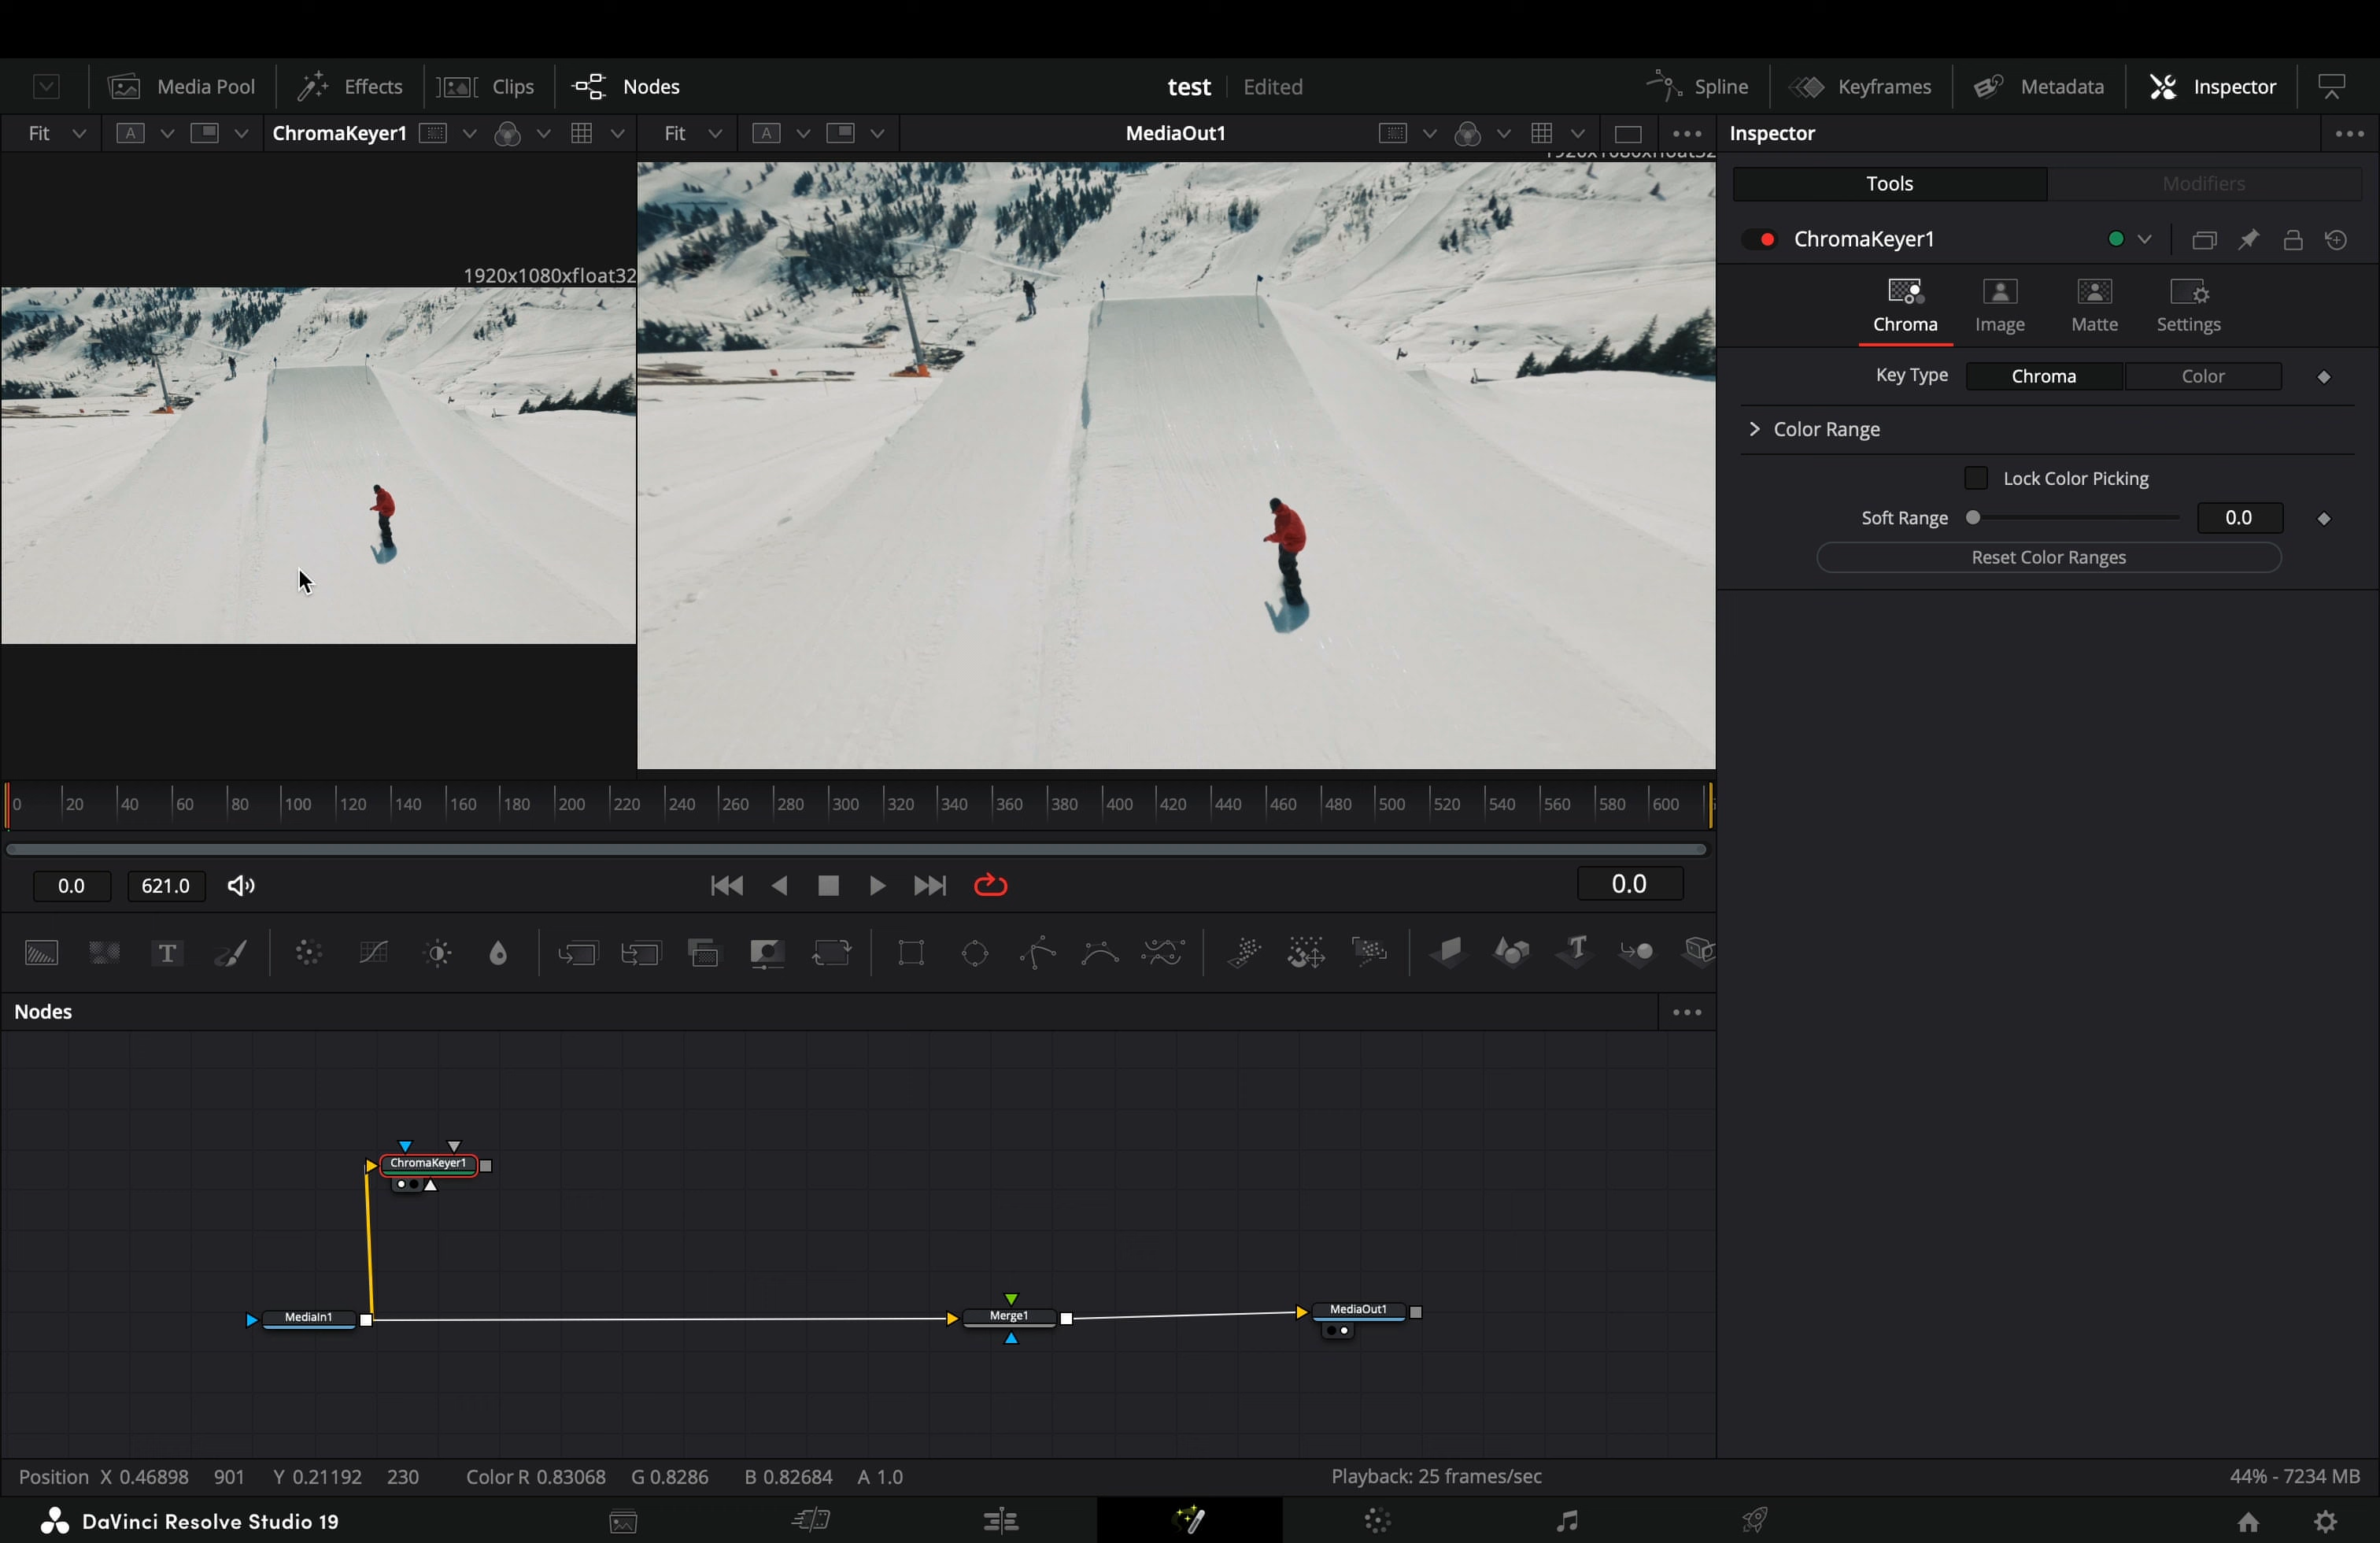 Media Pool Effects Clips Nodes test Edited Spline Keyframes Metadata Inspector
Fit A ChromaKeyer1 Fit A MediaOut1 Inspector
1920x1080xfloat32
Tools Modifiers
ChromaKeyer1
Chroma Image Matte Settings
Key Type Chroma Color
Color Range
Lock Color Picking
Soft Range 0.0
Reset Color Ranges
1920x1080xfloat32
0 20 40 60 80 100 120 140 160 180 200 220 240 260 280 300 320 340 360 380 400 420 440 460 480 500 520 540 560 580 600
0.0 621.0 0.0
T T
Nodes
ChromaKeyer1
MediaIn1 Merge1 MediaOut1
Position X 0.46898 901 Y 0.21192 230 Color R 0.83068 G 0.8286 B 0.82684 A 1.0 Playback: 25 frames/sec 44% - 7234 MB
DaVinci Resolve Studio 19